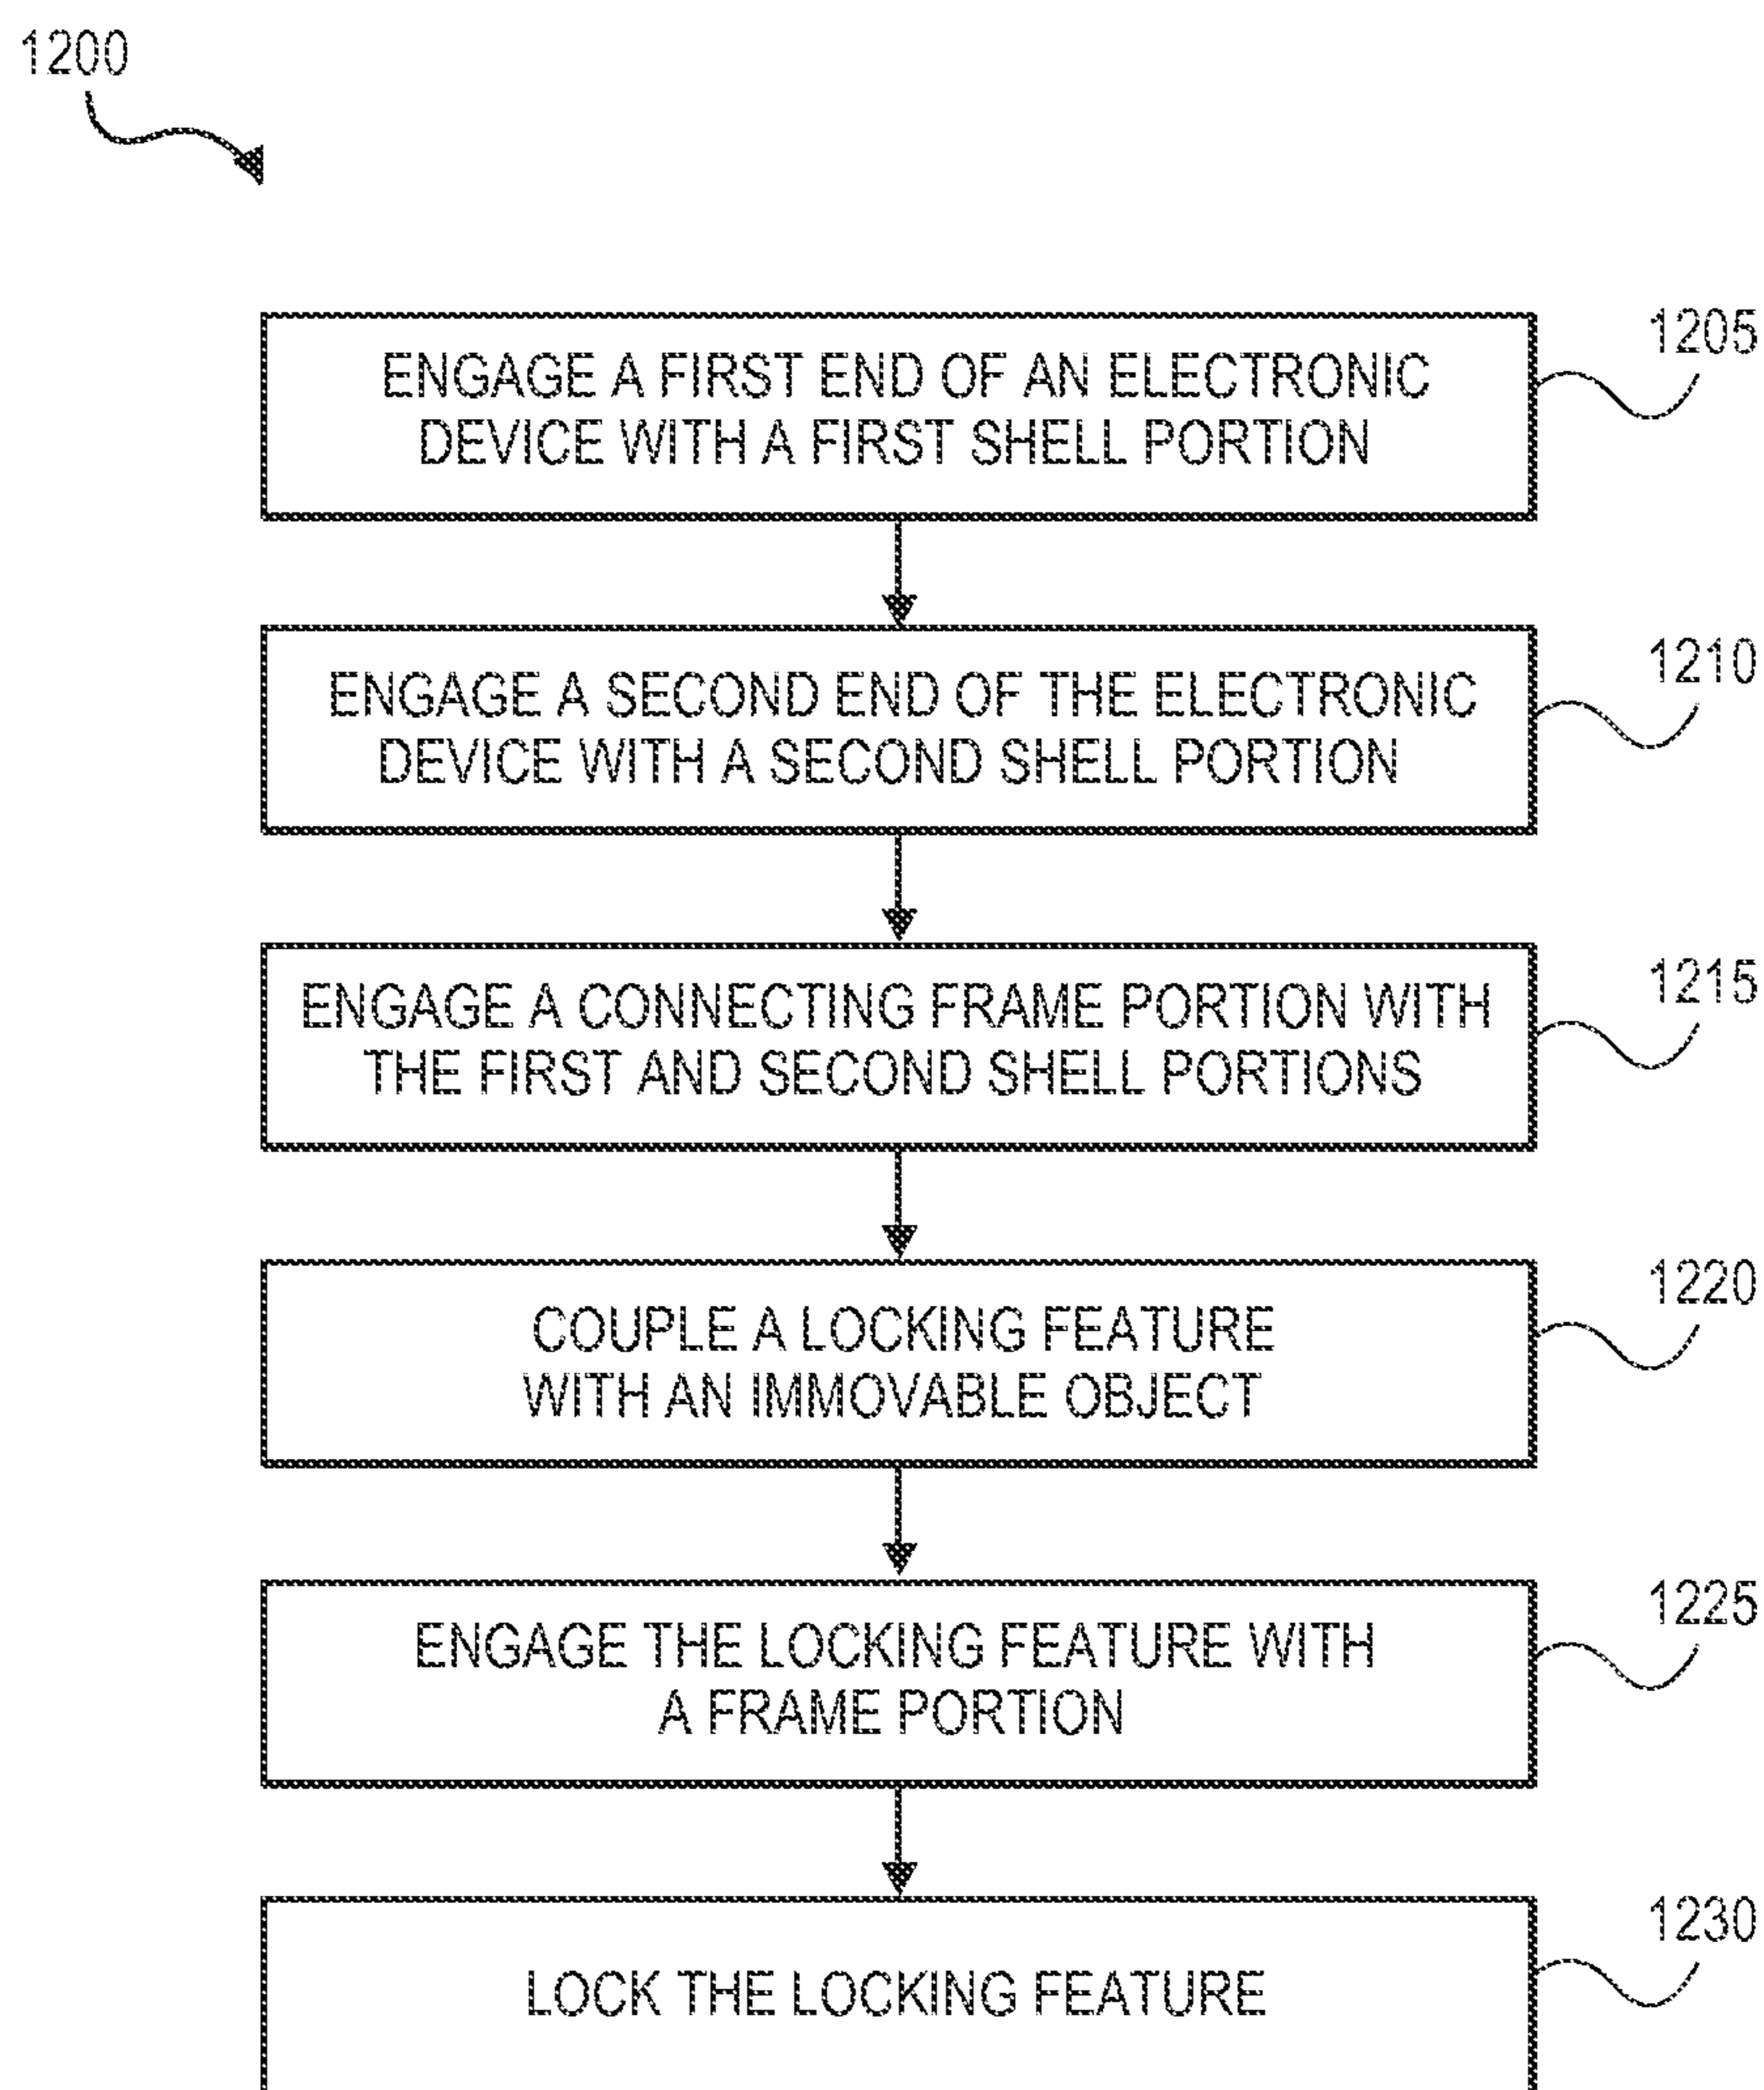 1200
1205
ENGAGE A FIRST END OF AN ELECTRONIC
DEVICE WITH A FIRST SHELL PORTION
1210
ENGAGE A SECOND END OF THE ELECTRONIC
DEVICE WITH A SECOND SHELL PORTION
1215
ENGAGE A CONNECTING FRAME PORTION WITH
THE FIRST AND SECOND SHELL PORTIONS
1220
COUPLE A LOCKING FEATURE
WITH AN IMMOVABLE OBJECT
1225
ENGAGE THE LOCKING FEATURE WITH
A FRAME PORTION
1230
LOCK THE LOCKING FEATURE